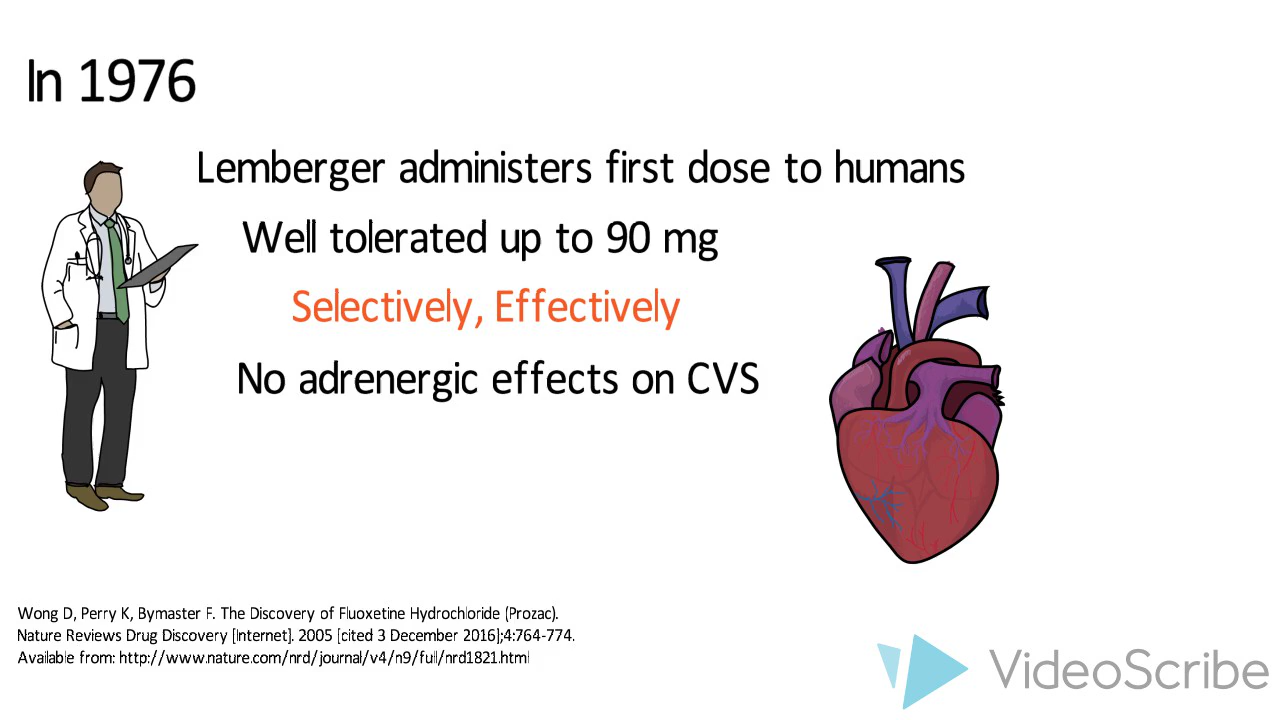 In 1976
Lemberger administers first dose to humans
Well tolerated up to 90 mg
Selectively, Effectively
No adrenergic effects on CVS
Wong D, Perry K, Bymaster F. The Discovery of Fluoxetine Hydrochloride (Prozac).
Nature Reviews Drug Discovery [Internet]. 2005 [cited 3 December 2016];4:764-774.
Available from: http://www.nature.com/nrd/journal/v4/n9/full/nrd1821.html
VideoScribe